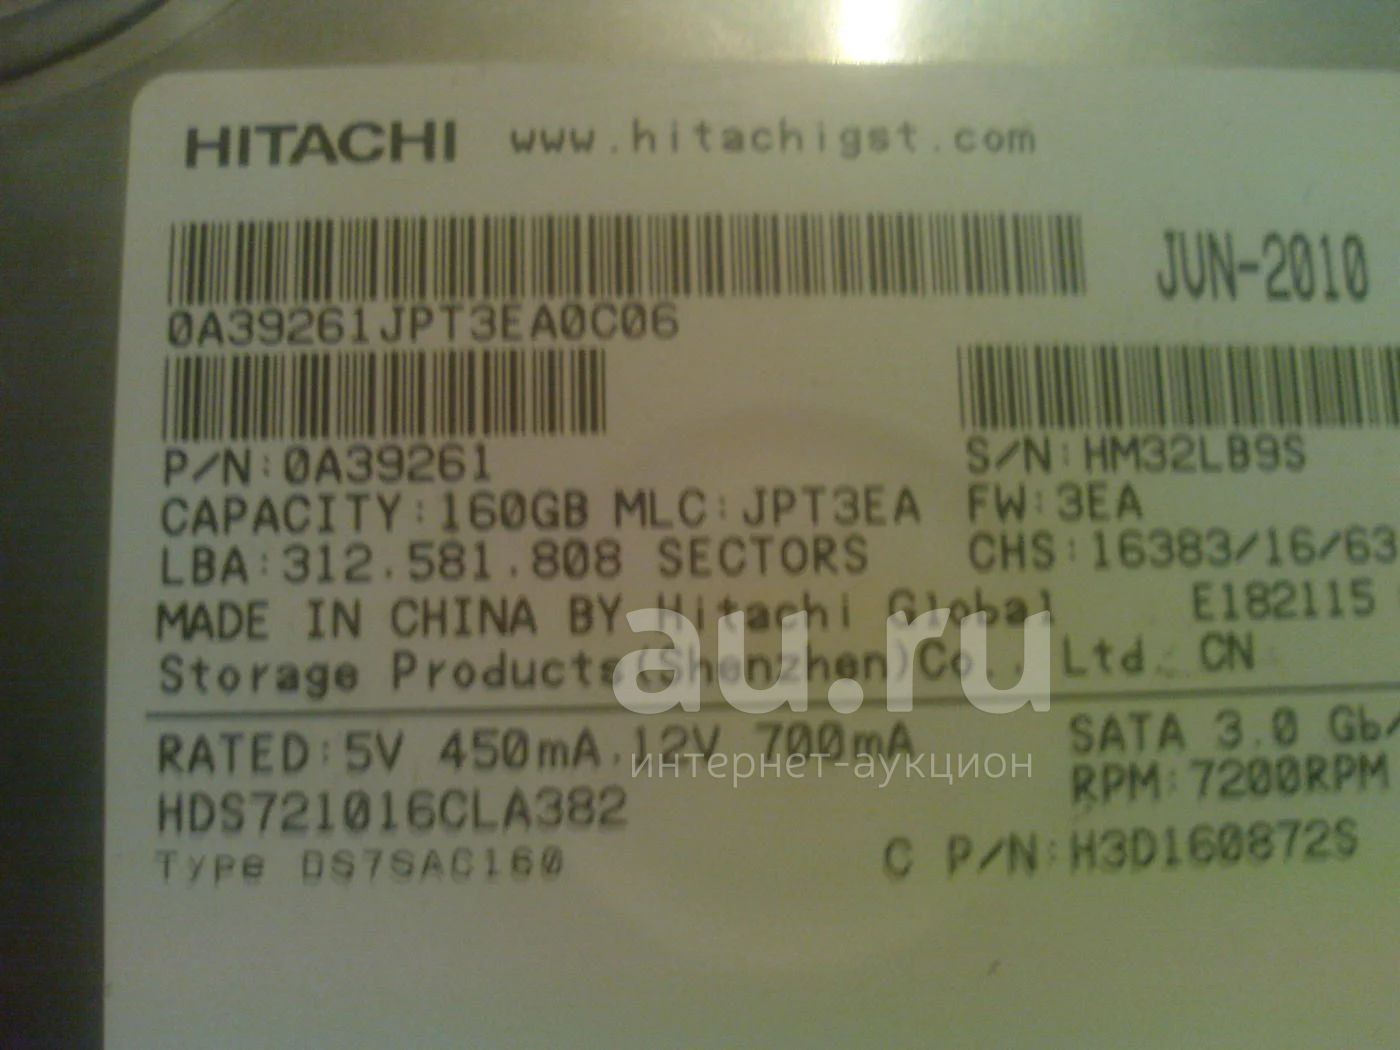 HITACHI www.hitachigst.com
JUN-2010
0A39261JPT3EA0C06
P/N:0A39261 S/N:HM32LB9S
CAPACITY:160GB MLC:JPT3EA FW:3EA
LBA:312.581.808 SECTORS CHS:16383/16/63
MADE IN CHINA BY Hitachi Global E182115
Storage Products(Shenzhen)Co., Ltd. CN
au.ru
RATED:5V 450mA,12V 700mA SATA 3.0 Gb/
интернет-аукцион
RPM:7200RPM
HDS721016CLA382
Type DS7SAC160 C P/N:H3D160872S